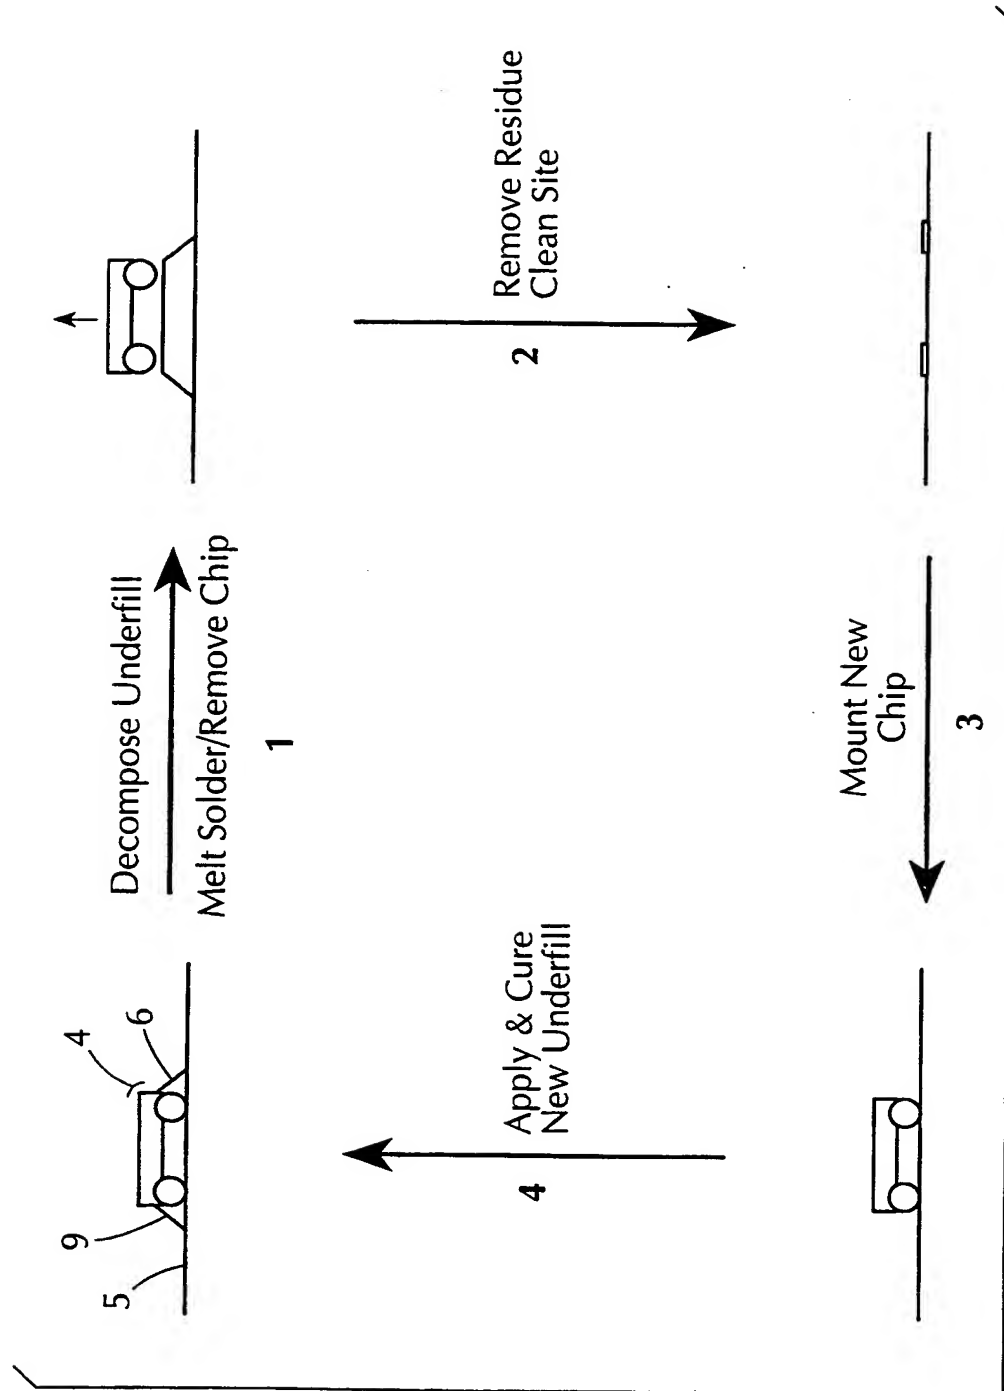 4
6
9
5
Decompose Underfill
Melt Solder/Remove Chip
1
Remove Residue
Clean Site
2
Mount New
Chip
3
Apply & Cure
New Underfill
4